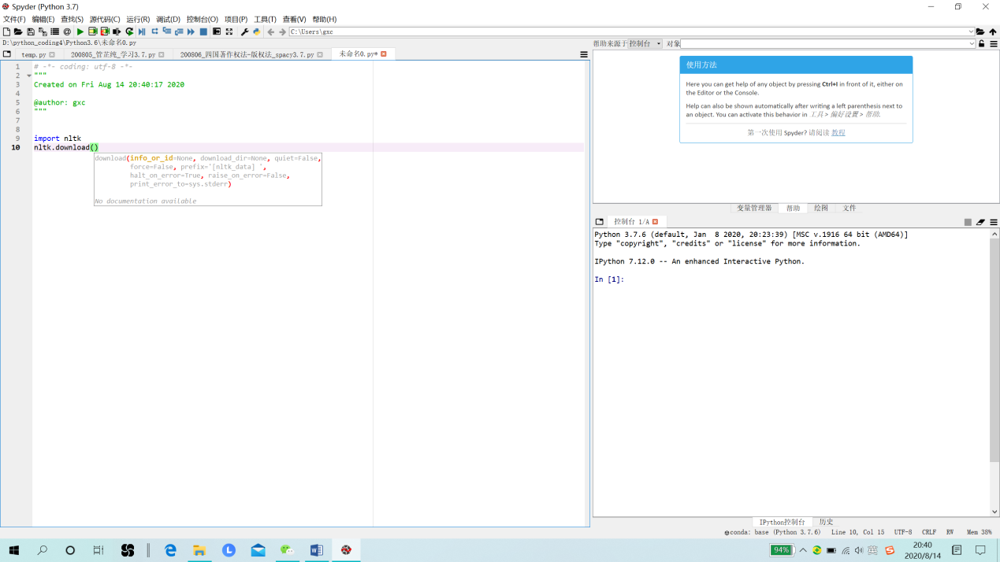 Spyder (Python 3.7)
文件(F) 编辑(E) 查找(S) 源代码(C) 运行(R) 调试(D) 控制台(O) 项目(P) 工具(T) 查看(V) 帮助(H)
C:\Users\gxc
D:\python_coding4\Python3.6\未命名0.py
temp.py 200805_管芷纯_学习3.7.py 200806_四国著作权法-版权法_spacy3.7.py 未命名0.py*
1 # -*- coding: utf-8 -*-
2 """
3 Created on Fri Aug 14 20:40:17 2020
4
5 @author: gxc
6 """
7
8
9 import nltk
10 nltk.download()
download(info_or_id=None, download_dir=None, quiet=False,
force=False, prefix='[nltk_data] ',
halt_on_error=True, raise_on_error=False,
print_error_to=sys.stderr)
No documentation available
帮助来源于 控制台 对象
使用方法
Here you can get help of any object by pressing Ctrl+I in front of it, either on
the Editor or the Console.
Help can also be shown automatically after writing a left parenthesis next to
an object. You can activate this behavior in 工具 > 偏好设置 > 帮助.
第一次使用 Spyder? 请阅读 教程
变量管理器 帮助 绘图 文件
控制台 1/A
Python 3.7.6 (default, Jan  8 2020, 20:23:39) [MSC v.1916 64 bit (AMD64)]
Type "copyright", "credits" or "license" for more information.
IPython 7.12.0 -- An enhanced Interactive Python.
In [1]:
IPython控制台 历史
conda: base (Python 3.7.6) Line 10, Col 15 UTF-8 CRLF RW Mem 38%
94% 英 20:40
2020/8/14